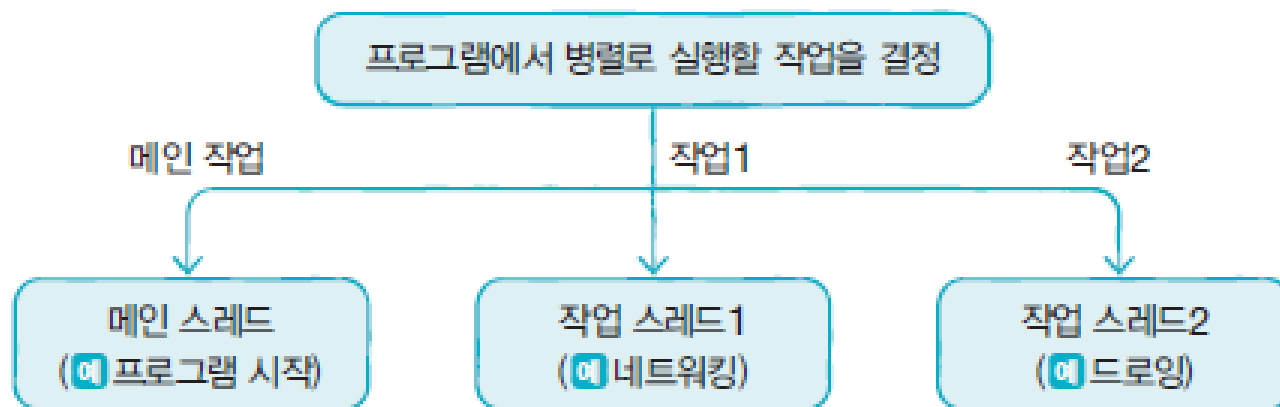 프로그램에서 병렬로 실행할 작업을 결정
메인 작업
작업1
작업2
메인 스레드
(예 프로그램 시작)
작업 스레드1
(예 네트워킹)
작업 스레드2
(예 드로잉)